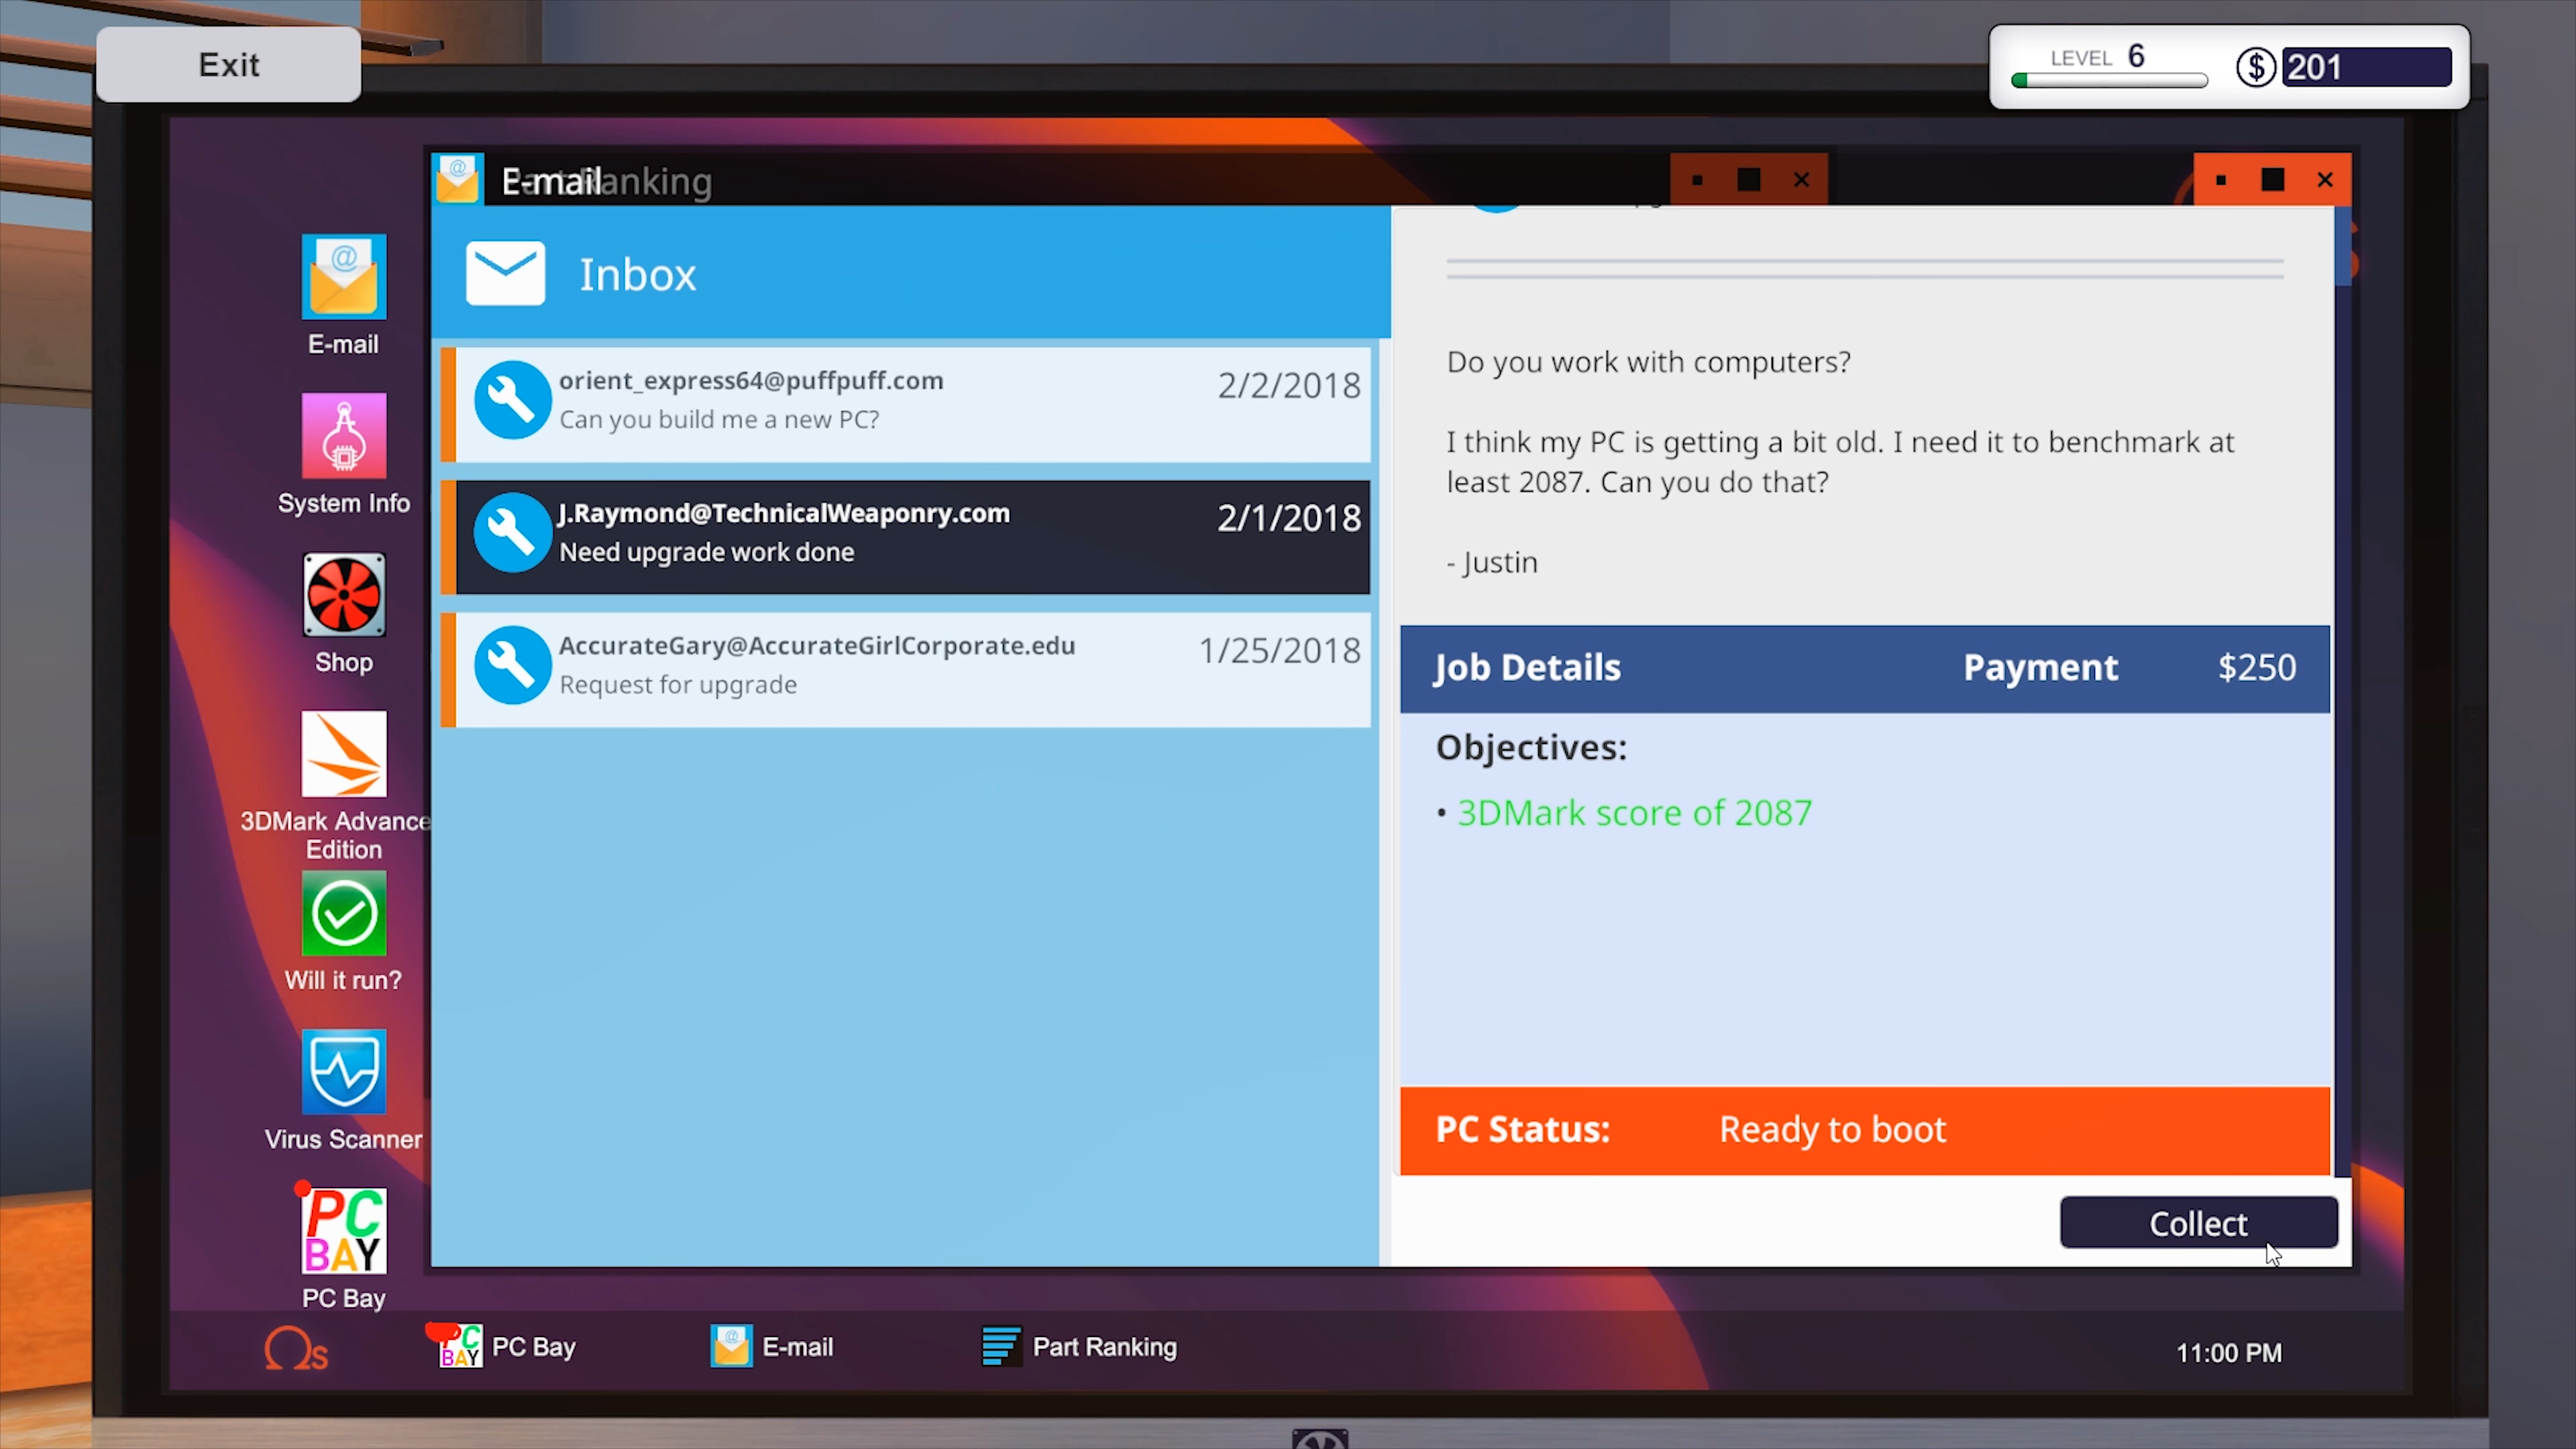 Exit
LEVEL 6
$ 201
E-mail
Inbox
orient_express64@puffpuff.com
2/2/2018
Can you build me a new PC?
J.Raymond@TechnicalWeaponry.com
2/1/2018
Need upgrade work done
AccurateGary@AccurateGirlCorporate.edu
1/25/2018
Request for upgrade
Do you work with computers?
I think my PC is getting a bit old. I need it to benchmark at
least 2087. Can you do that?
- Justin
Job Details
Payment
$250
Objectives:
• 3DMark score of 2087
PC Status:
Ready to boot
Collect
E-mail
System Info
Shop
3DMark Advance
Edition
Will it run?
Virus Scanner
PC
BAY
PC Bay
Ωs
PC Bay
E-mail
Part Ranking
11:00 PM